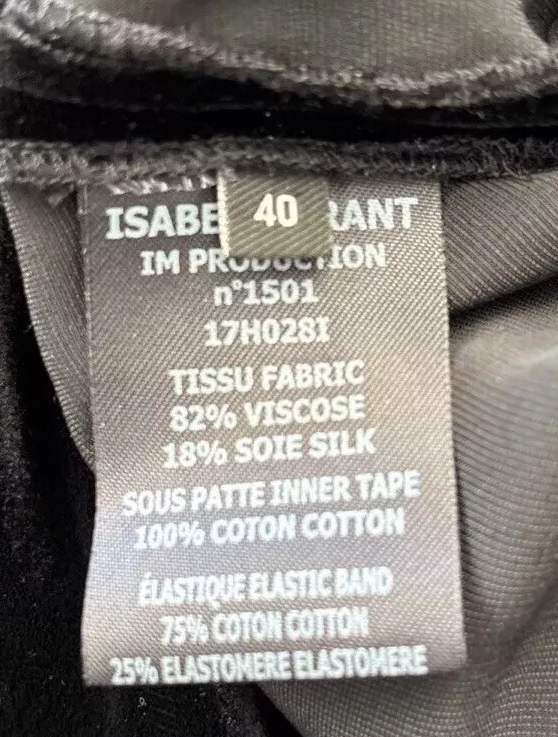 40
ISABE RANT
IM PRODUCTION
n°1501
17H028I
TISSU FABRIC
82% VISCOSE
18% SOIE SILK
SOUS PATTE INNER TAPE
100% COTON COTTON
ÉLASTIQUE ELASTIC BAND
75% COTON COTTON
25% ELASTOMERE ELASTOMERE